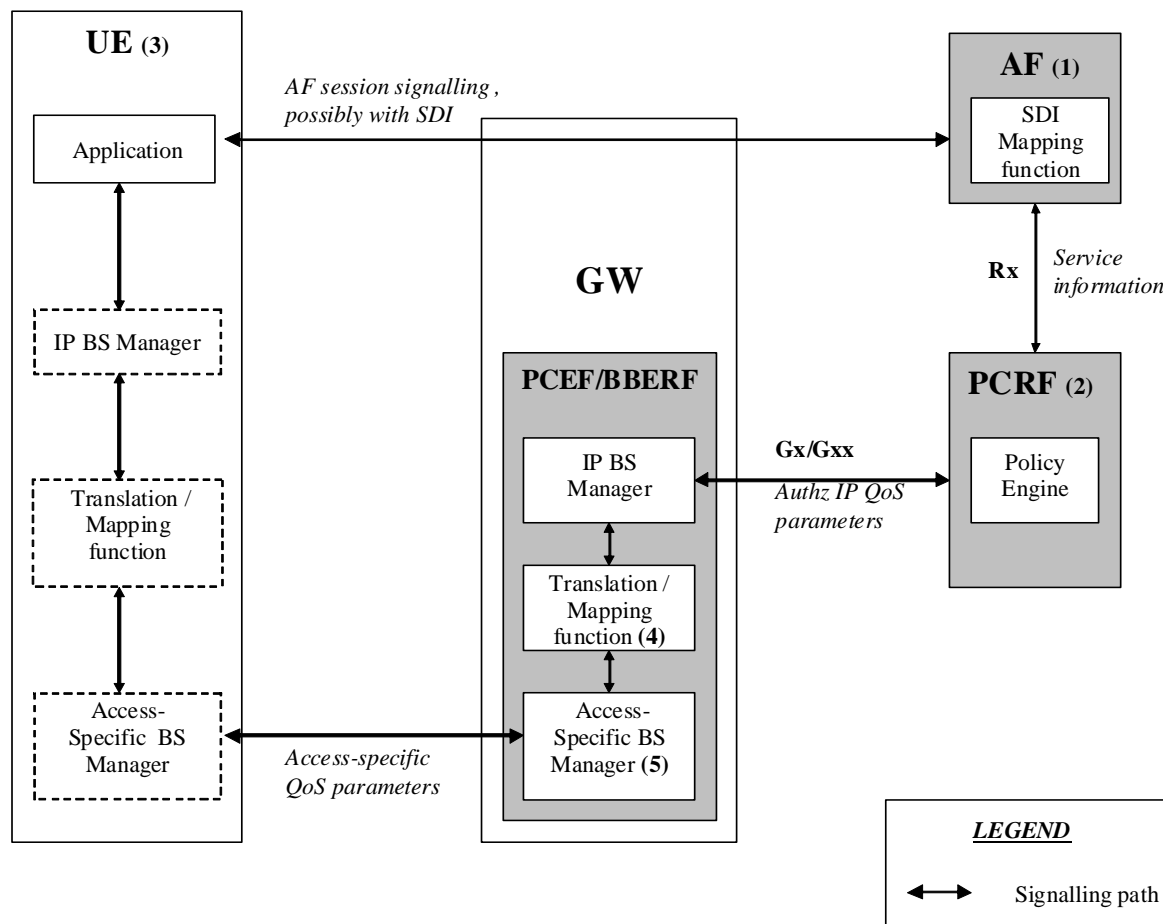 UE (3)
AF (1)
AF session signalling ,
possibly with SDI
SDI
Mapping
function
Application
GW
Rx
Service
information
IP BS Manager
PCEF/BBERF
PCRF (2)
IP BS
Manager
Gx/Gxx
Authz IP QoS
parameters
Policy
Engine
Translation /
Mapping
function
Translation /
Mapping
function (4)
Access-
Specific BS
Manager
Access-specific
QoS parameters
Access-
Specific BS
Manager (5)
LEGEND
Signalling path